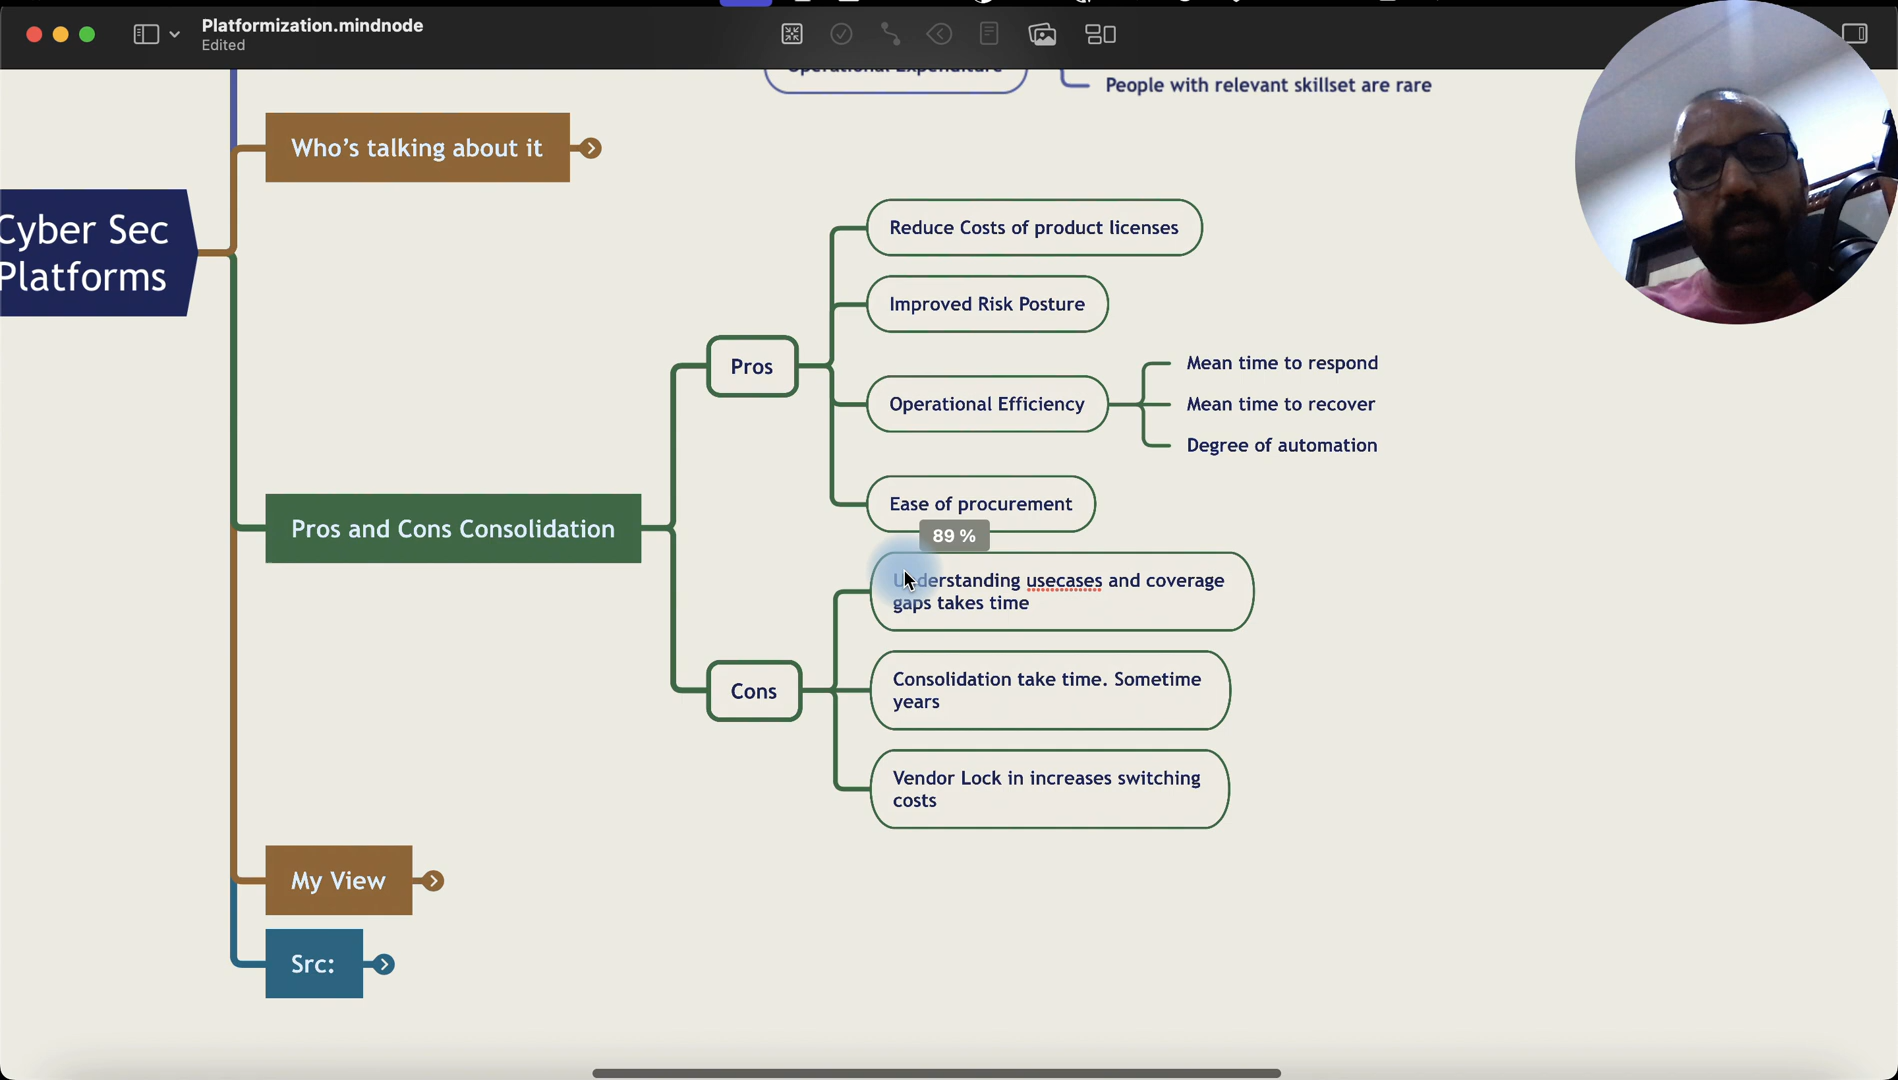 Platformization.mindnode
Edited
Operational Expenditure
People with relevant skillset are rare
Who's talking about it
Cyber Sec
Platforms
Reduce Costs of product licenses
Improved Risk Posture
Pros
Mean time to respond
Operational Efficiency
Mean time to recover
Degree of automation
Ease of procurement
Pros and Cons Consolidation
89 %
Understanding usecases and coverage
gaps takes time
Cons
Consolidation take time. Sometime
years
Vendor Lock in increases switching
costs
My View
Src: